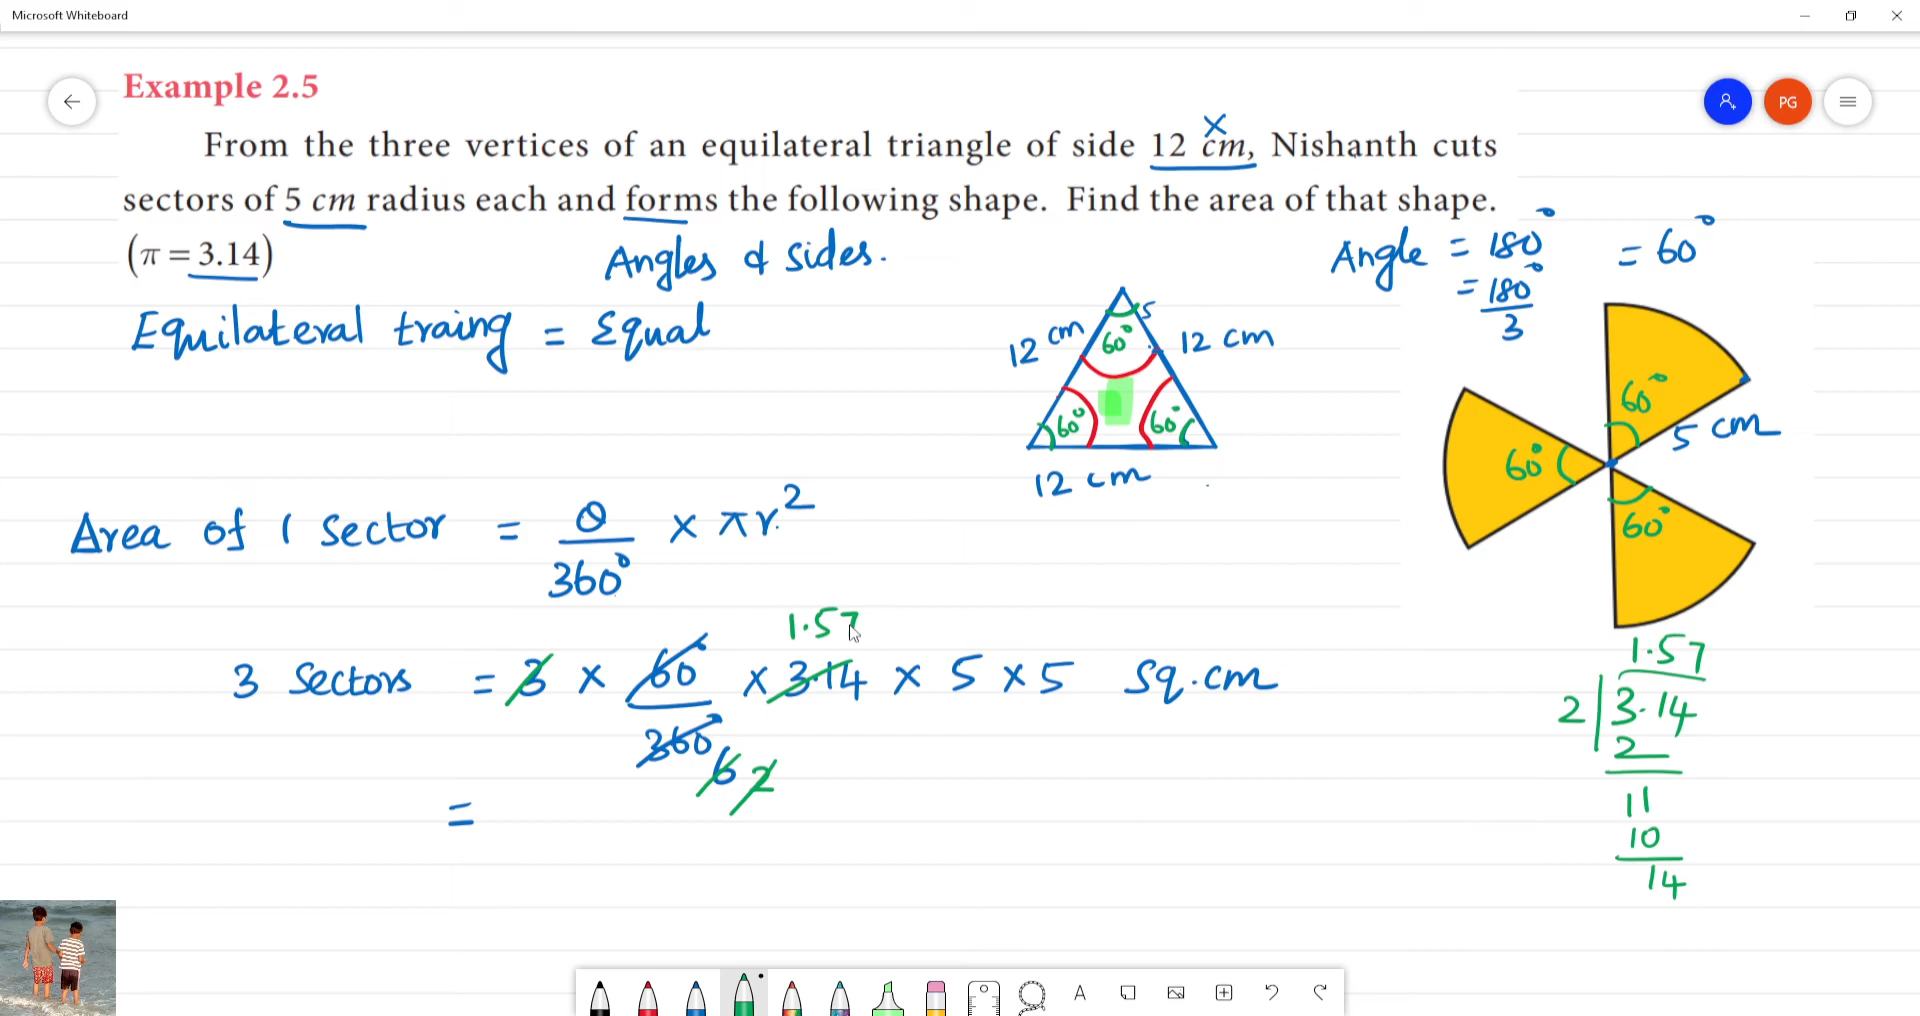 Microsoft Whiteboard
Example 2.5
PG
From the three vertices of an equilateral triangle of side 12 cm, Nishanth cuts
sectors of 5 cm radius each and forms the following shape. Find the area of that shape.
(π = 3.14)
Angles & sides.
Equilateral traing = Equal
Angle = 180° = 60°
= 180°
3
12 cm
5
12 cm
60°
60°
60°
12 cm
60°
5 cm
60°
60°
Area of 1 sector = θ/360° × πr²
1.57
3 Sectors = 3 × 60/360° × 3.14 × 5 × 5 sq.cm
6 2
=
1.57
2 3.14
2
11
10
14
A